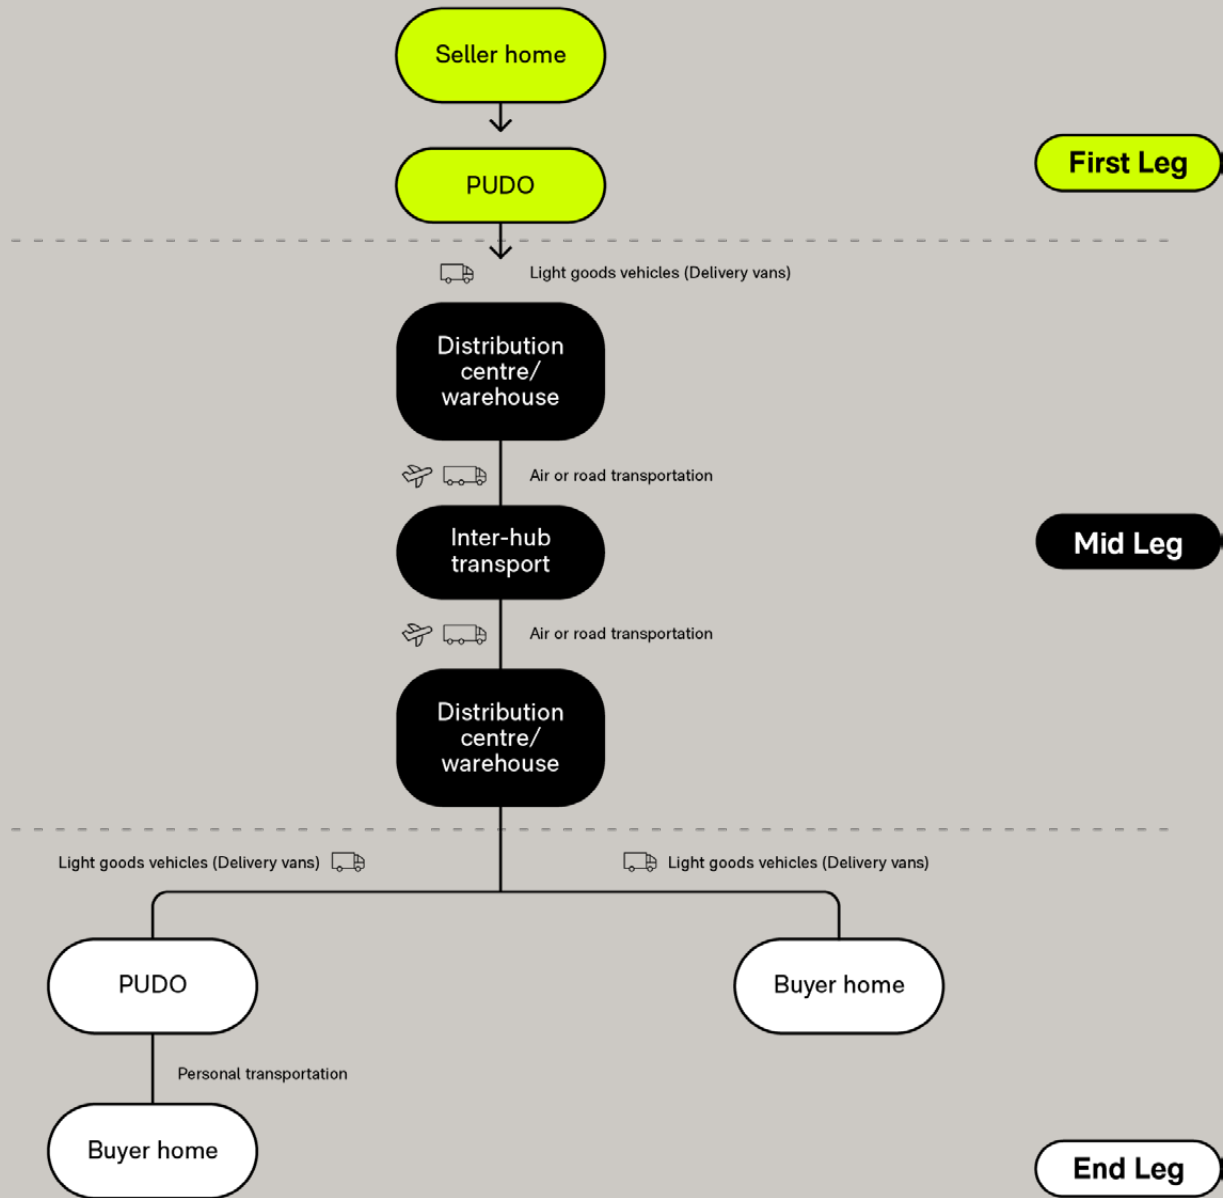 Seller home
PUDO
First Leg
Light goods vehicles (Delivery vans)
Distribution
centre/
warehouse
Air or road transportation
Inter-hub
transport
Mid Leg
Air or road transportation
Distribution
centre/
warehouse
Light goods vehicles (Delivery vans)
Light goods vehicles (Delivery vans)
PUDO
Buyer home
Personal transportation
Buyer home
End Leg